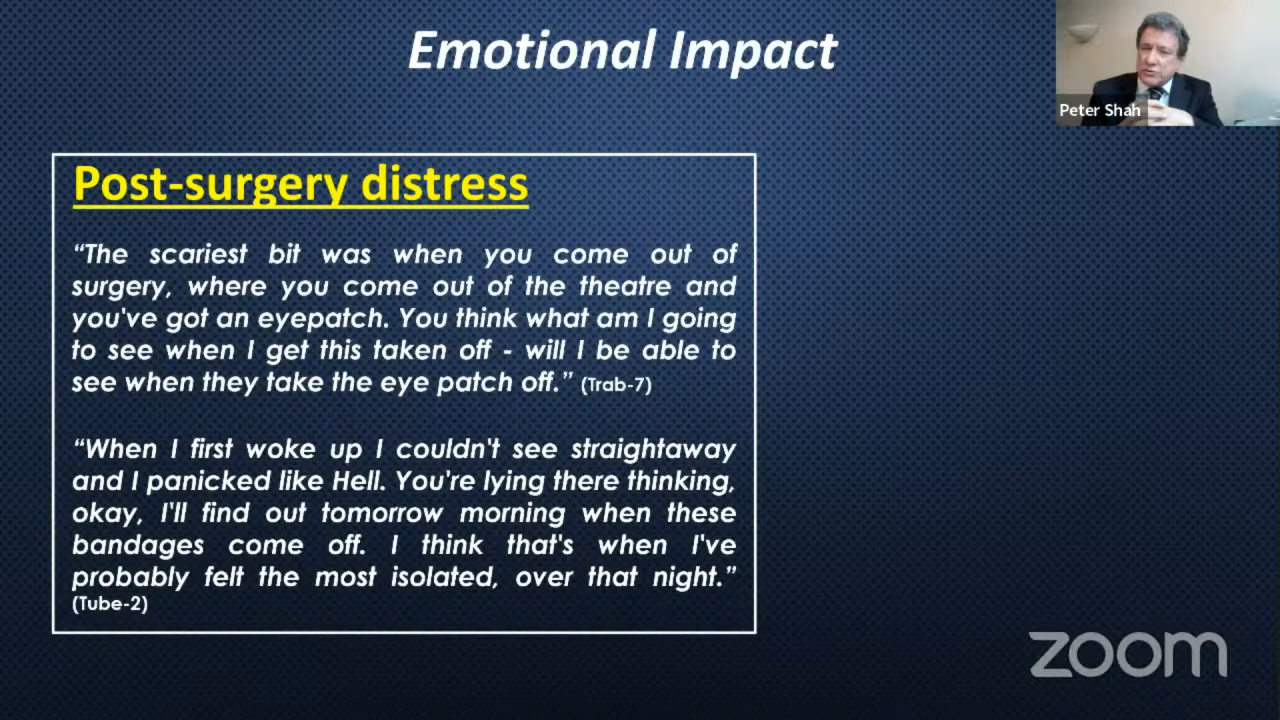 Emotional Impact
Peter Shah
Post-surgery distress
“The scariest bit was when you come out of
surgery, where you come out of the theatre and
you've got an eyepatch. You think what am I going
to see when I get this taken off - will I be able to
see when they take the eye patch off.” (Trab-7)
“When I first woke up I couldn't see straightaway
and I panicked like Hell. You're lying there thinking,
okay, I'll find out tomorrow morning when these
bandages come off. I think that's when I've
probably felt the most isolated, over that night.”
(Tube-2)
zoom